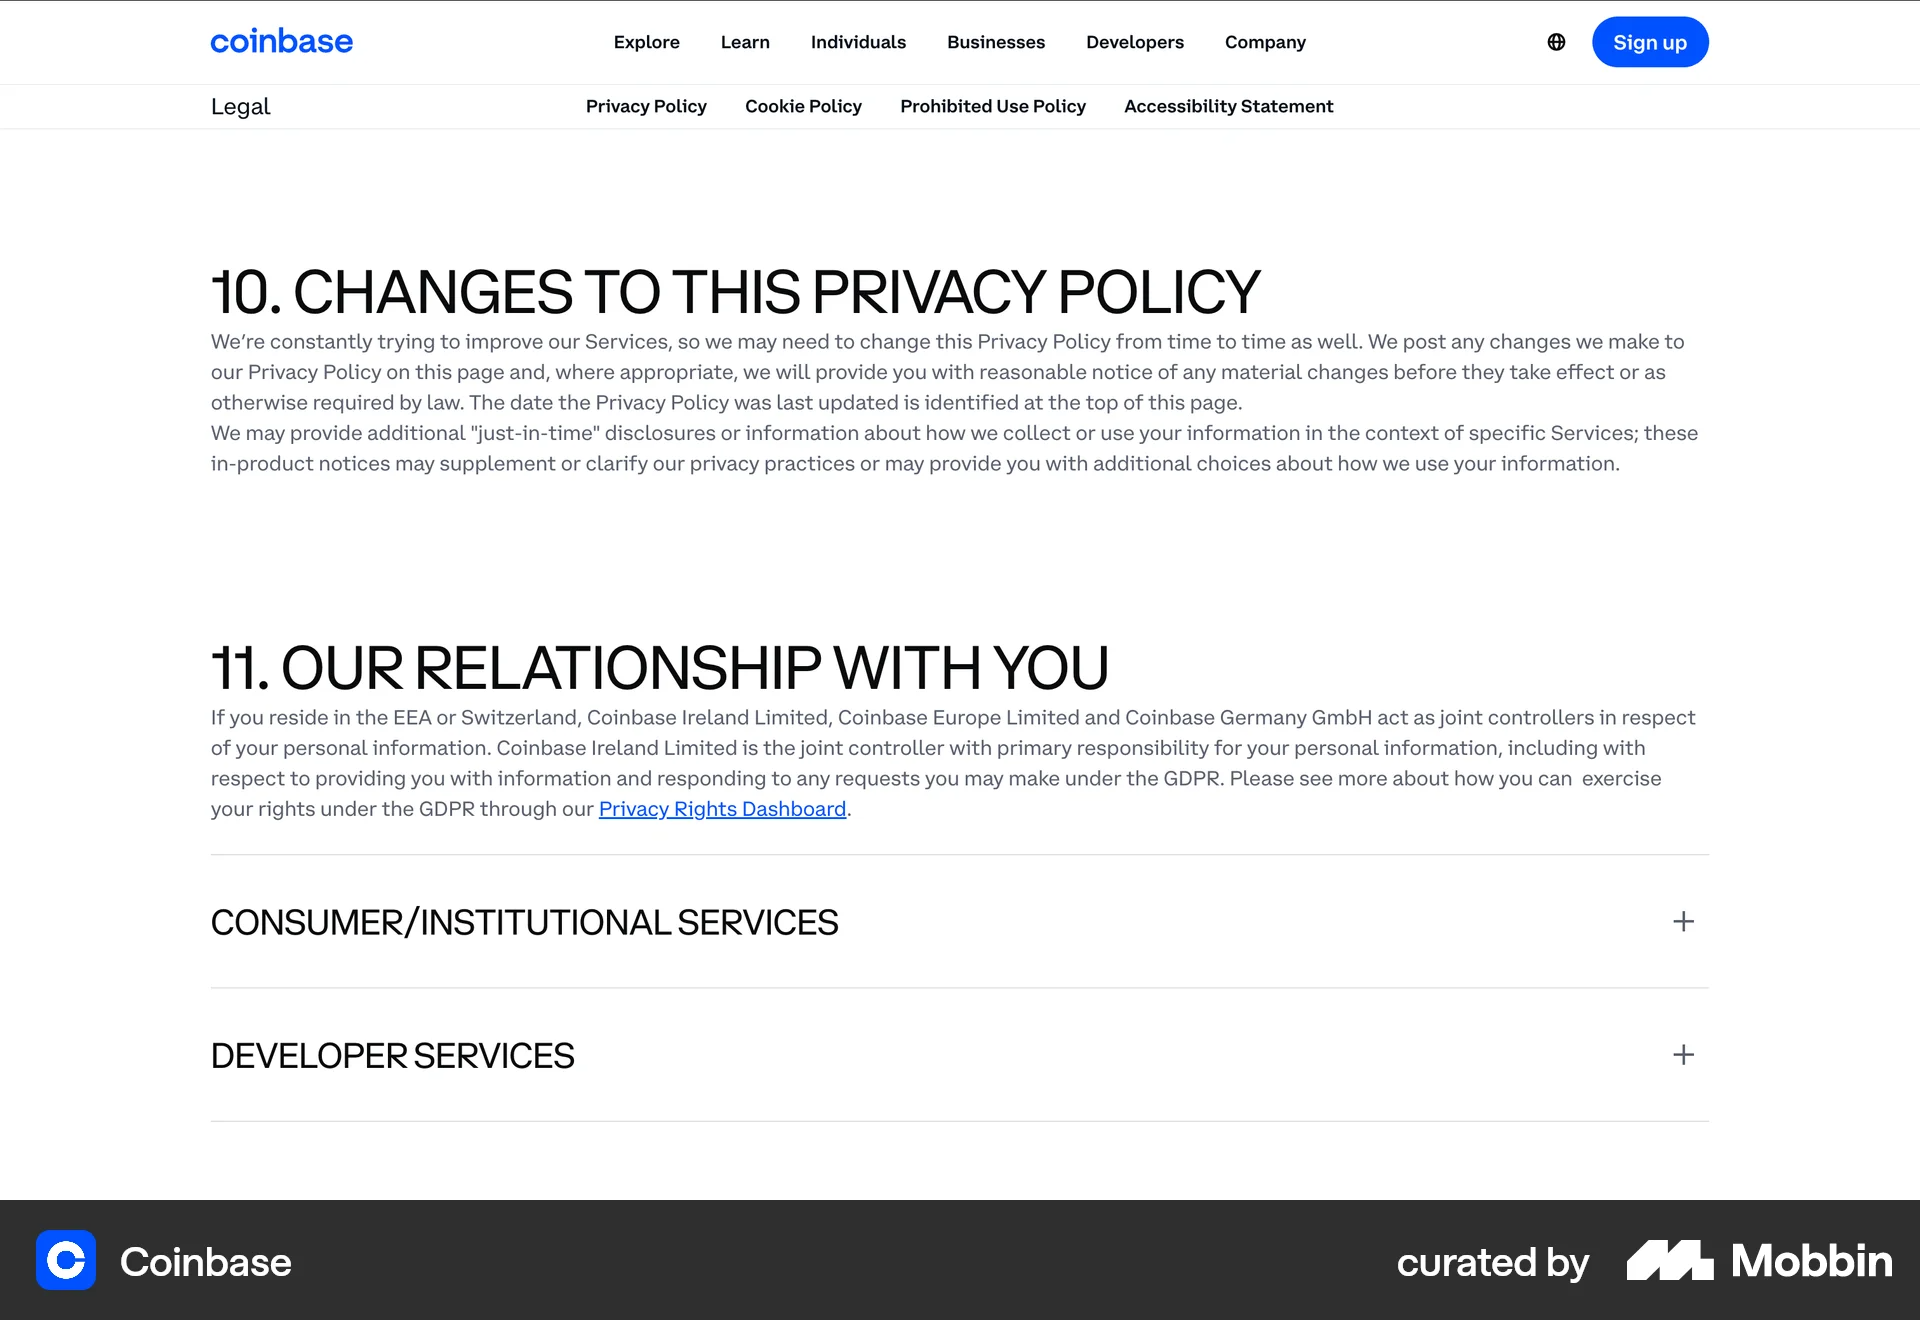 coinbase
Explore
Learn
Individuals
Businesses
Developers
Company
Sign up
Legal
Privacy Policy
Cookie Policy
Prohibited Use Policy
Accessibility Statement
10. CHANGES TO THIS PRIVACY POLICY
We’re constantly trying to improve our Services, so we may need to change this Privacy Policy from time to time as well. We post any changes we make to
our Privacy Policy on this page and, where appropriate, we will provide you with reasonable notice of any material changes before they take effect or as
otherwise required by law. The date the Privacy Policy was last updated is identified at the top of this page.
We may provide additional "just-in-time" disclosures or information about how we collect or use your information in the context of specific Services; these
in-product notices may supplement or clarify our privacy practices or may provide you with additional choices about how we use your information.
11. OUR RELATIONSHIP WITH YOU
If you reside in the EEA or Switzerland, Coinbase Ireland Limited, Coinbase Europe Limited and Coinbase Germany GmbH act as joint controllers in respect
of your personal information. Coinbase Ireland Limited is the joint controller with primary responsibility for your personal information, including with
respect to providing you with information and responding to any requests you may make under the GDPR. Please see more about how you can  exercise
your rights under the GDPR through our Privacy Rights Dashboard.
CONSUMER/INSTITUTIONAL SERVICES
DEVELOPER SERVICES
Coinbase
curated by
Mobbin